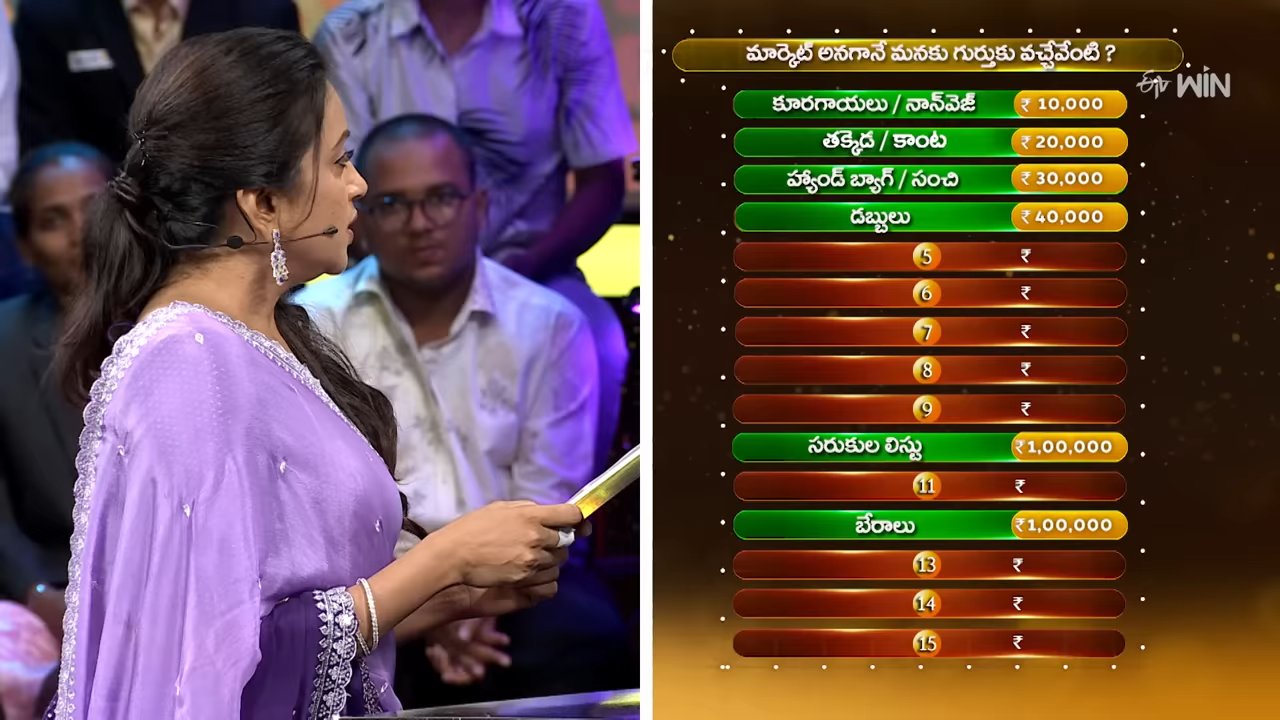 మార్కెట్ అనగానే మనకు గుర్తుకు వచ్చేవేంటి ?
ఈటీవీ WIN
కూరగాయలు / నాన్‌వెజ్ ₹ 10,000
తక్కెడ / కాంట ₹ 20,000
హ్యాండ్ బ్యాగ్ / సంచి ₹ 30,000
డబ్బులు ₹ 40,000
5 ₹
6 ₹
7 ₹
8 ₹
9 ₹
సరుకుల లిస్టు ₹1,00,000
11 ₹
బేరాలు ₹1,00,000
13 ₹
14 ₹
15 ₹